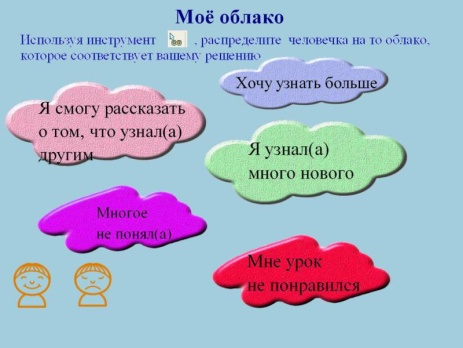 Моё облако
Используя инструмент , распределите человечка на то облако,
которое соответствует вашему решению
Хочу узнать больше
Я смогу рассказать
о том, что узнал(а)
другим
Я узнал(а)
много нового
Многое
не понял(а)
Мне урок
не понравился